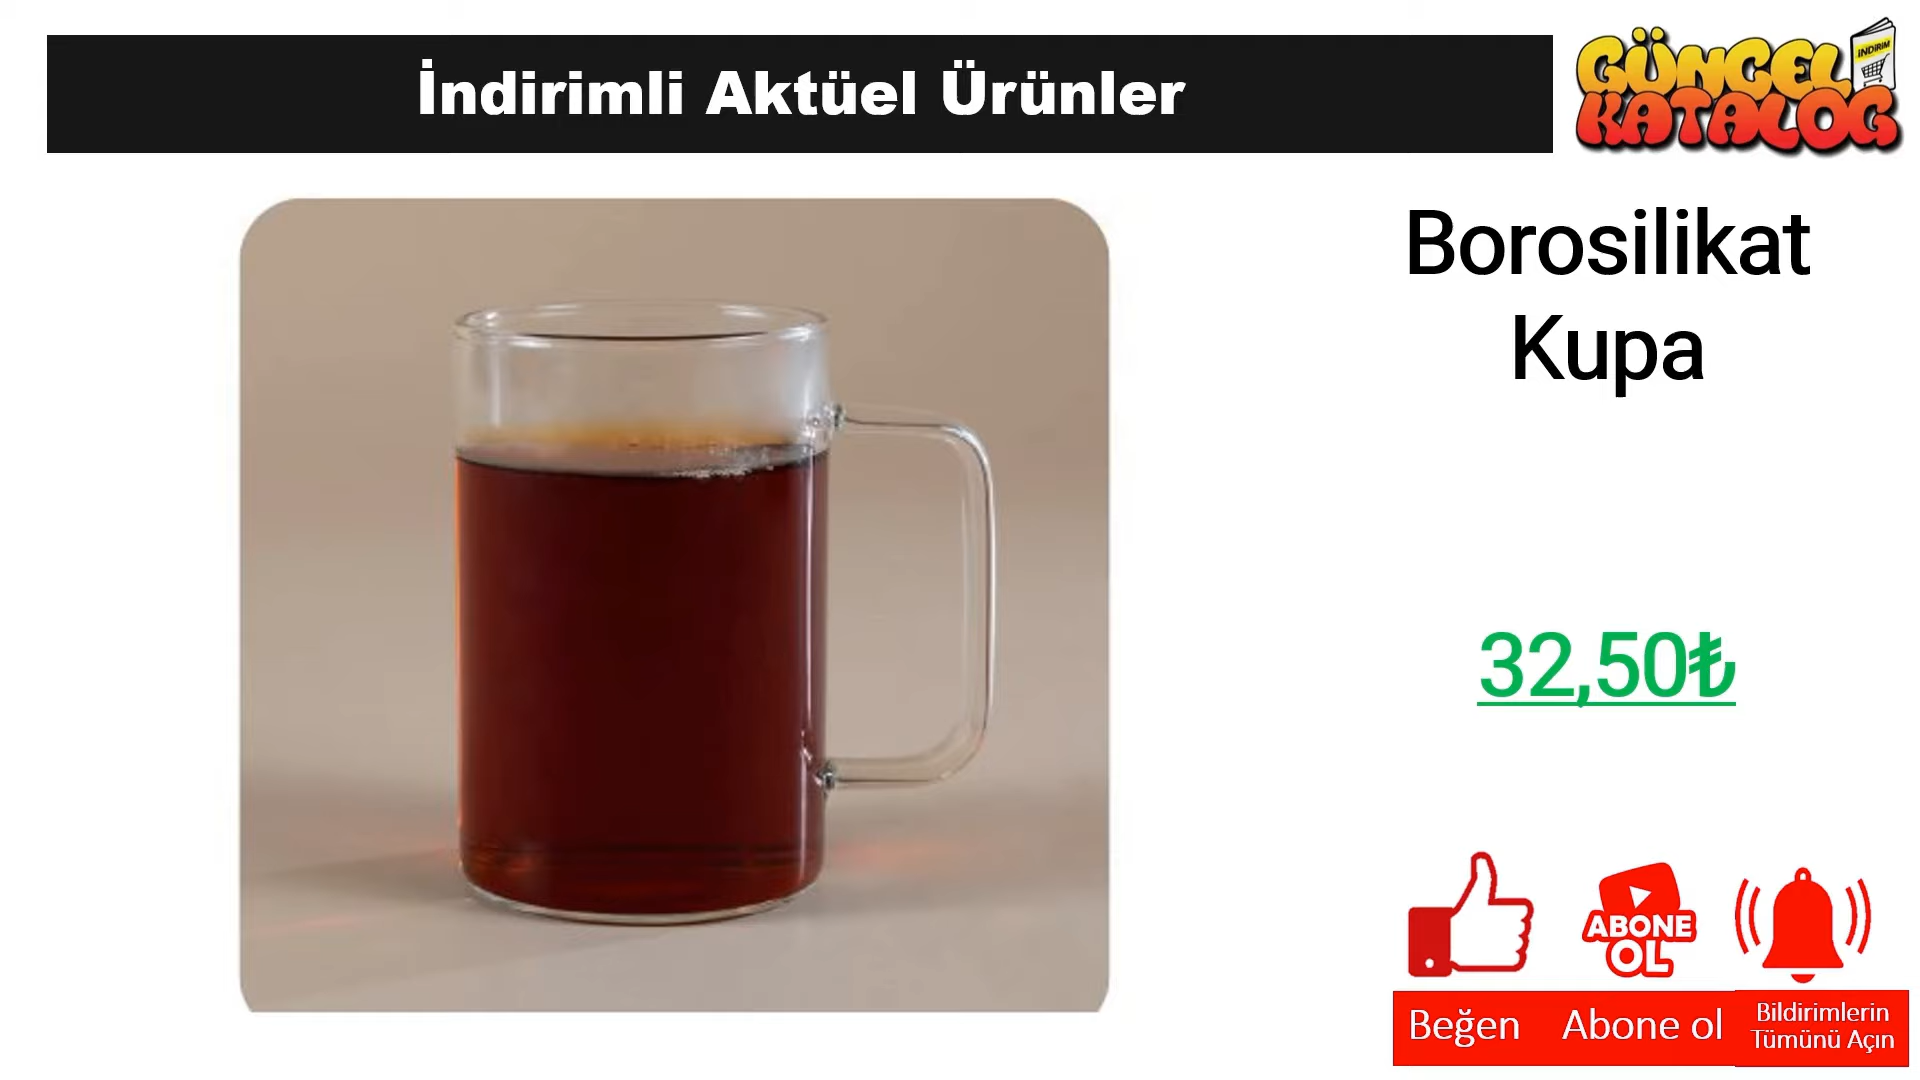 İndirimli Aktüel Ürünler
GÜNCEL
KATALOG
İNDİRİM
Borosilikat
Kupa
32,50₺
ABONE
OL
Beğen
Abone ol
Bildirimlerin
Tümünü Açın